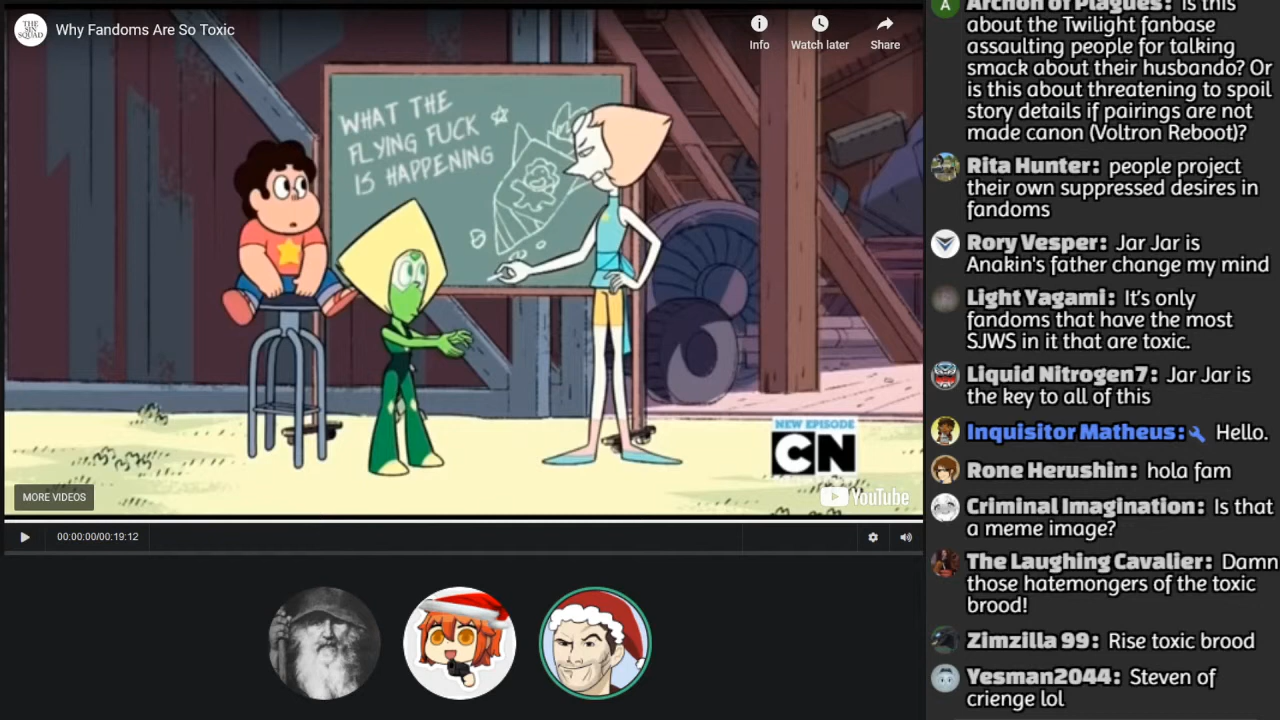 THE
SIN
SQUAD
Why Fandoms Are So Toxic
Info
Watch later
Share
WHAT THE
FLYING FUCK
IS HAPPENING
NEW EPISODE
CN
MORE VIDEOS
YouTube
00:00:00/00:19:12
A
Archon of Plagues: Is this
about the Twilight fanbase
assaulting people for talking
smack about their husbando? Or
is this about threatening to spoil
story details if pairings are not
made canon (Voltron Reboot)?
Rita Hunter: people project
their own suppressed desires in
fandoms
Rory Vesper: Jar Jar is
Anakin's father change my mind
Light Yagami: It's only
fandoms that have the most
SJWS in it that are toxic.
Liquid Nitrogen7: Jar Jar is
the key to all of this
Inquisitor Matheus: Hello.
Rone Herushin: hola fam
Criminal Imagination: Is that
a meme image?
The Laughing Cavalier: Damn
those hatemongers of the toxic
brood!
Zimzilla 99: Rise toxic brood
Yesman2044: Steven of
crienge lol